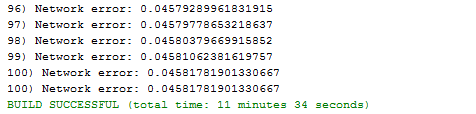 96) Network error: 0.04579289961831915
97) Network error: 0.04579778653218637
98) Network error: 0.04580379669915852
99) Network error: 0.04581062381619757
100) Network error: 0.04581781901330667
100) Network error: 0.04581781901330667
BUILD SUCCESSFUL (total time: 11 minutes 34 seconds)